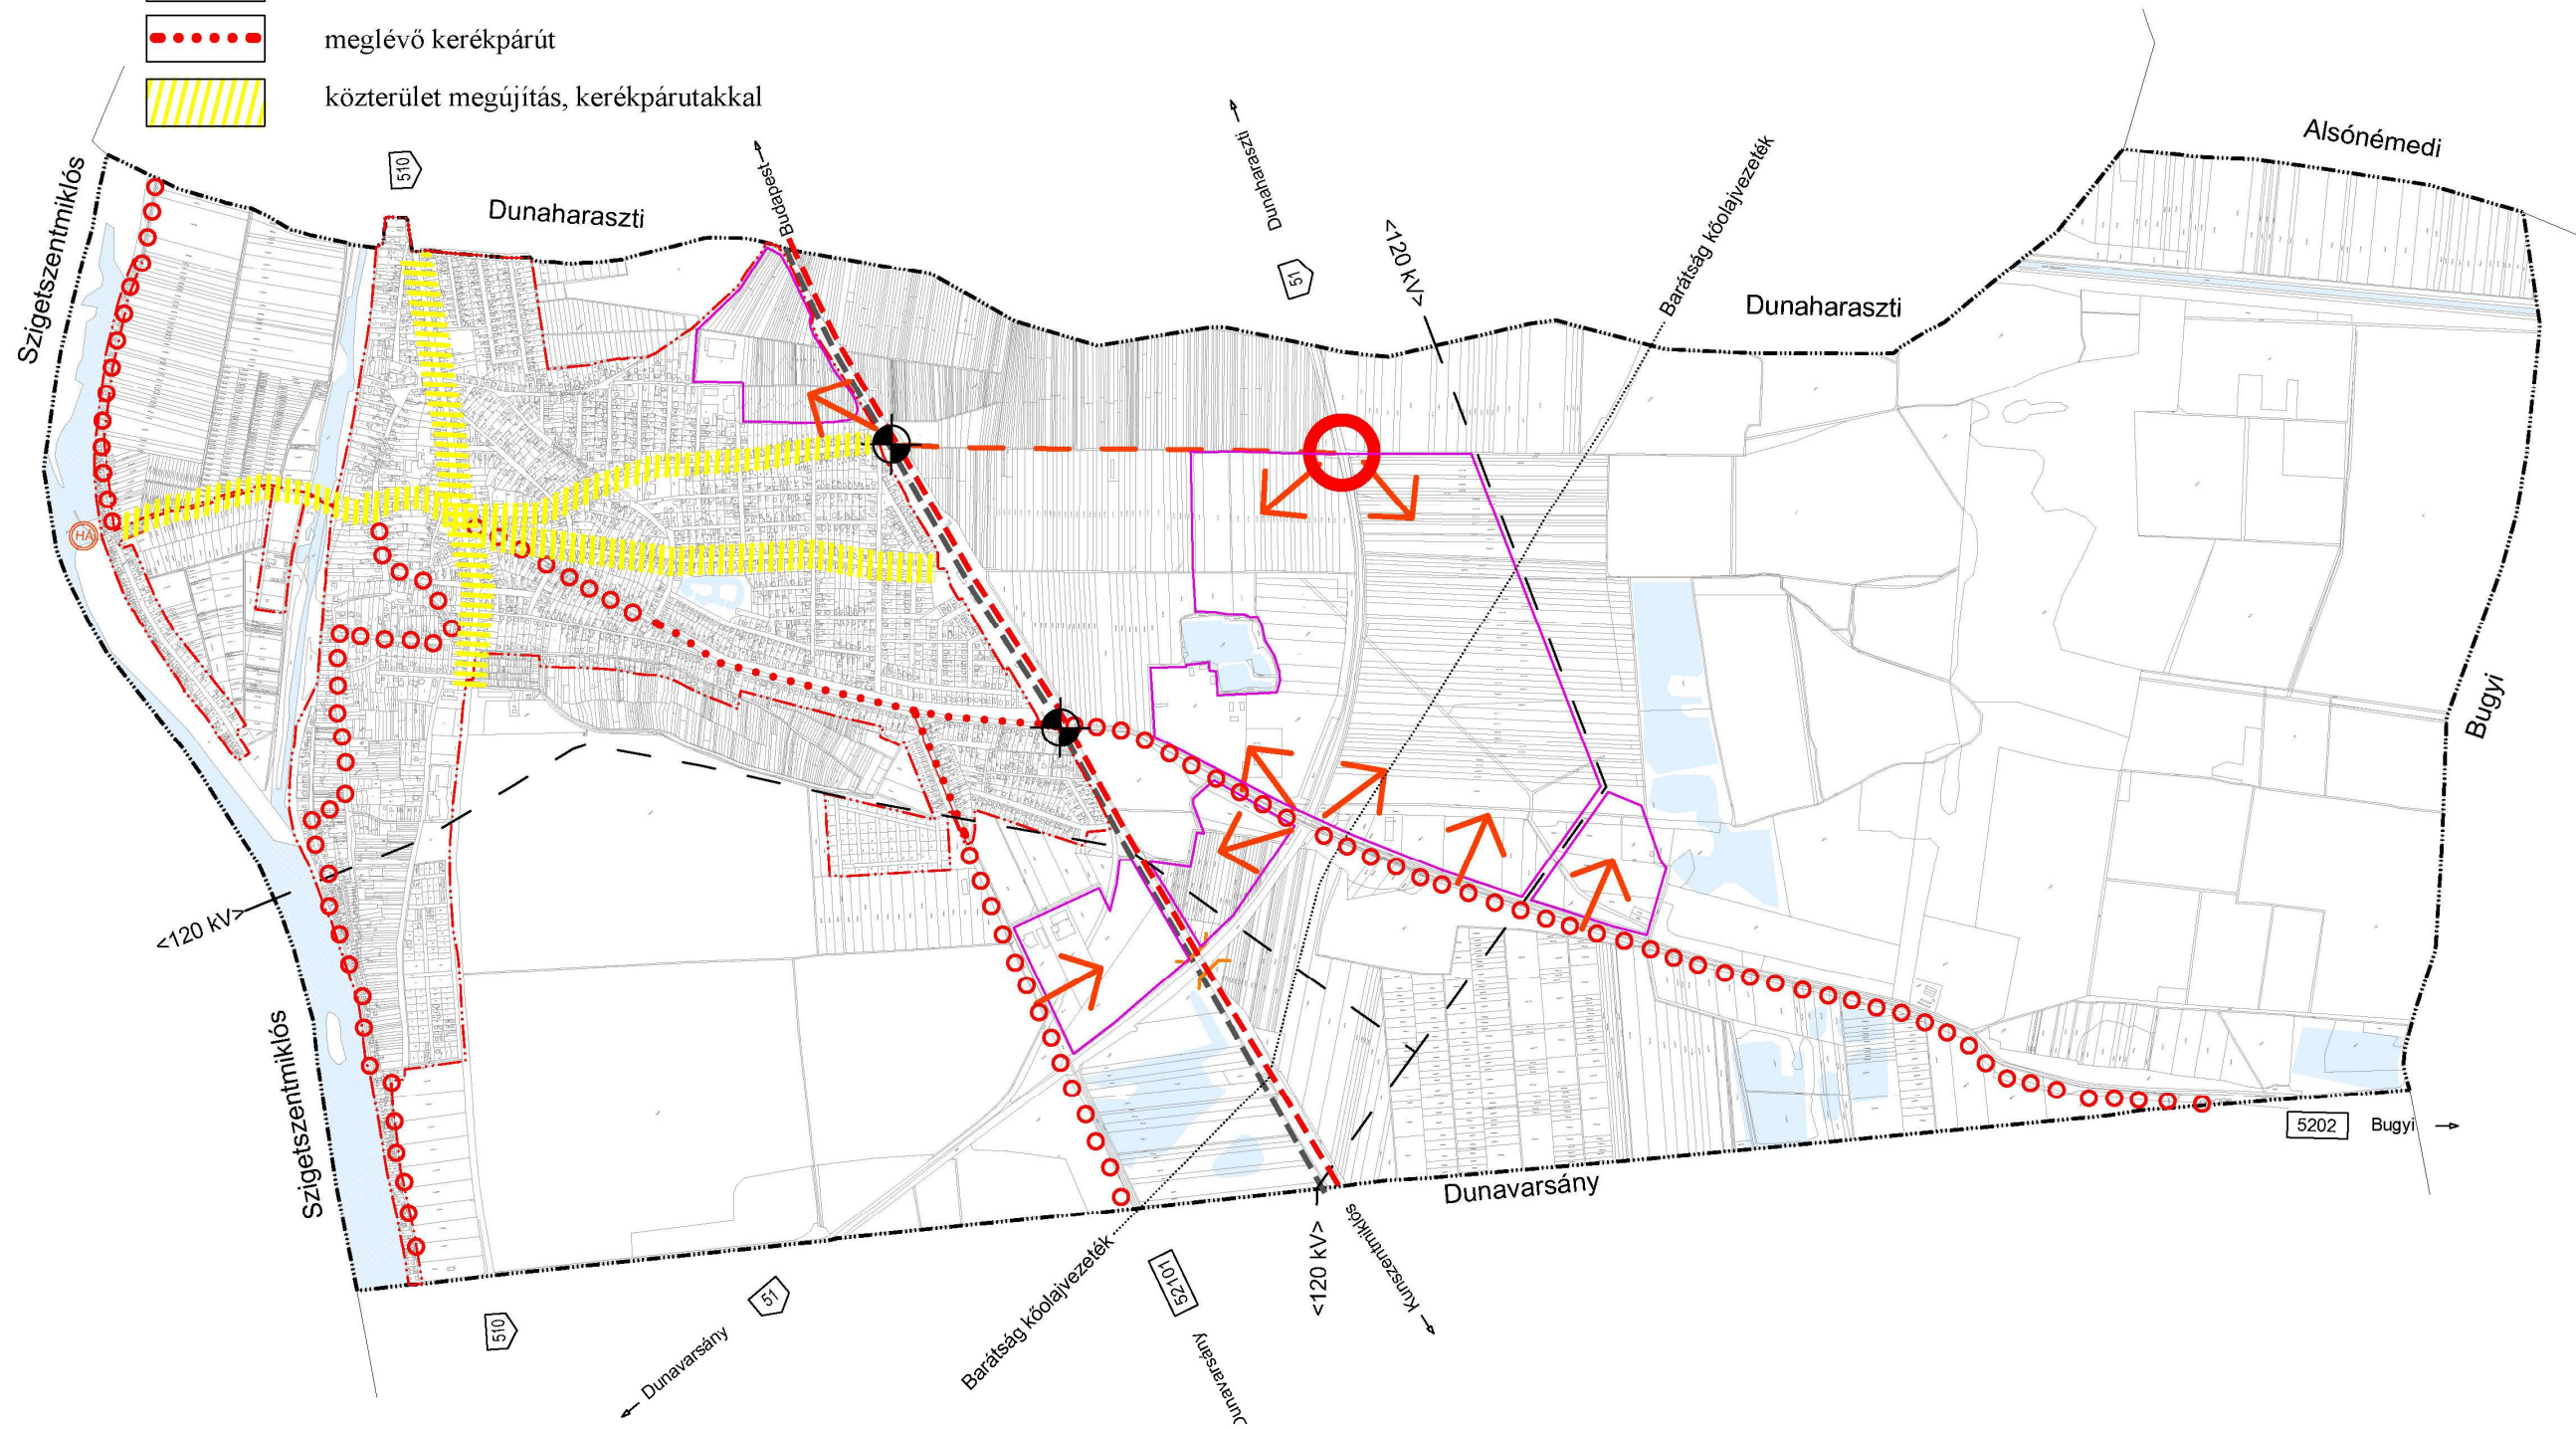 meglévő kerékpárút
közterület megújítás, kerékpárutakkal
Alsónémedi
Szigetszentmiklós
510
Dunaharaszti
Budapest
Dunaharaszti
51
<120 kV>
Barátság kőolajvezeték
Dunaharaszti
HÁ
Bugyi
<120 kV>
Szigetszentmiklós
5202
Bugyi
Dunavarsány
510
51
Dunavarsány
Barátság kőolajvezeték
52101
Dunavarsány
<120 kV>
Kunszentmiklós